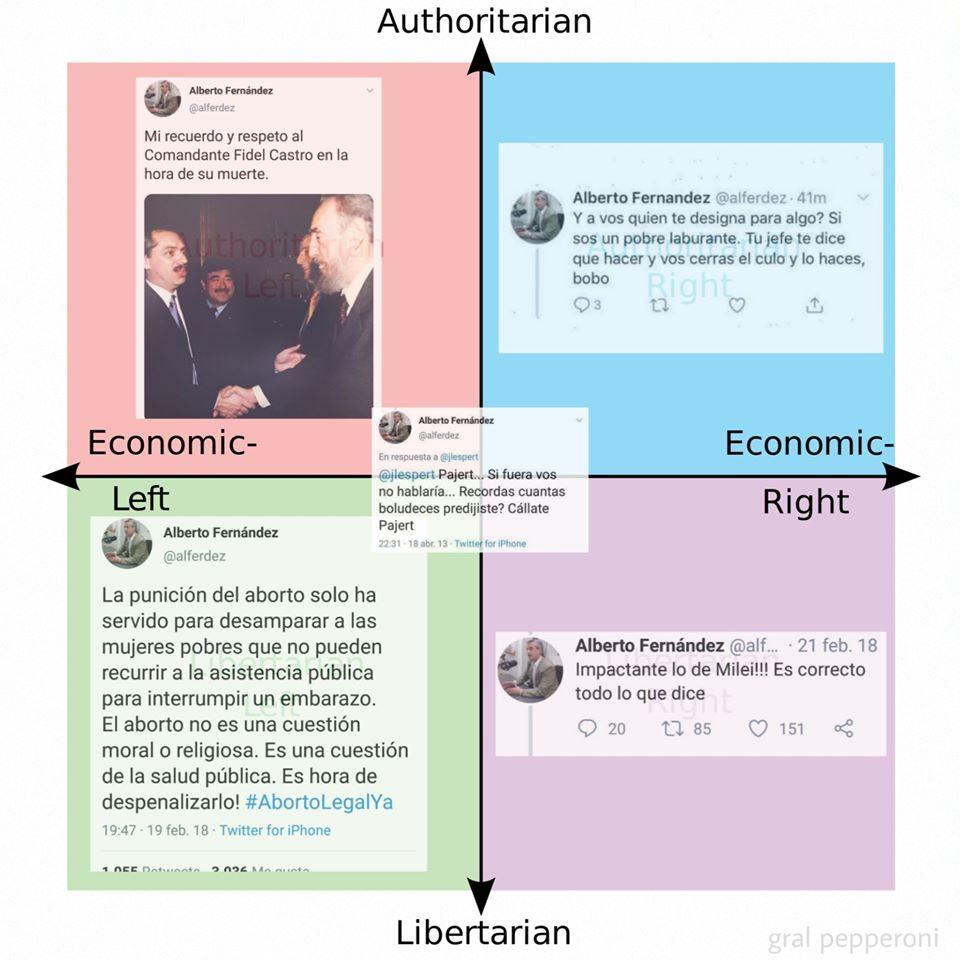 Authoritarian
Alberto Fernández
@alferdez
Mi recuerdo y respeto al
Comandante Fidel Castro en la
hora de su muerte.
Authoritarian
Left
Alberto Fernandez @alferdez · 41m
Y a vos quien te designa para algo? Si
sos un pobre laburante. Tu jefe te dice
que hacer y vos cerras el culo y lo haces,
bobo
Authoritarian
Right
3
Economic-
Left
Economic-
Right
Alberto Fernández
@alferdez
En respuesta a @jlespert
@jlespert Pajert... Si fuera vos
no hablaría... Recordas cuantas
boludeces predijiste? Cállate
Pajert
22:31 · 18 abr. 13 · Twitter for iPhone
Alberto Fernández
@alferdez
La punición del aborto solo ha
servido para desamparar a las
mujeres pobres que no pueden
recurrir a la asistencia pública
para interrumpir un embarazo.
El aborto no es una cuestión
moral o religiosa. Es una cuestión
de la salud pública. Es hora de
despenalizarlo! #AbortoLegalYa
Libertarian
Left
19:47 · 19 feb. 18 · Twitter for iPhone
1.055 Retweets 3.036 Me gusta
Alberto Fernández @alf... · 21 feb. 18
Impactante lo de Milei!!! Es correcto
todo lo que dice
Libertarian
Right
20 85 151
Libertarian
gral pepperoni